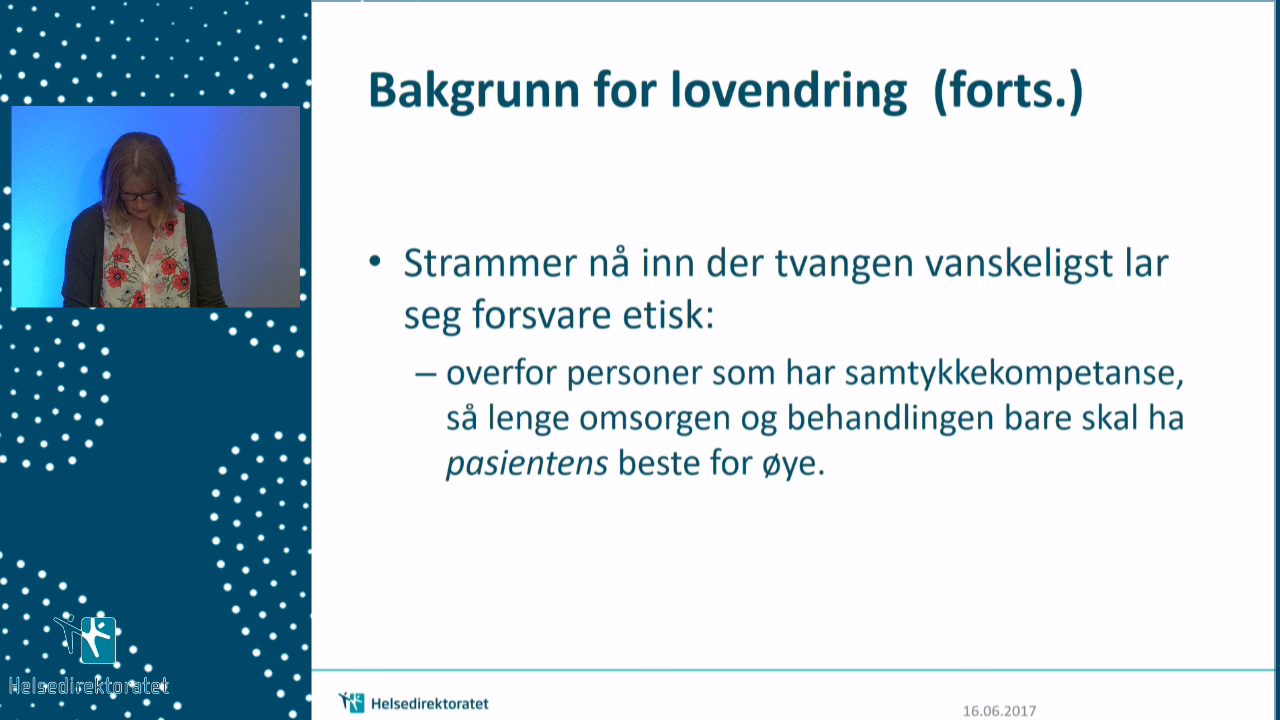 Bakgrunn for lovendring (forts.)
• Strammer nå inn der tvangen vanskeligst lar
seg forsvare etisk:
– overfor personer som har samtykkekompetanse,
så lenge omsorgen og behandlingen bare skal ha
pasientens beste for øye.
Helsedirektoratet
Helsedirektoratet
16.06.2017